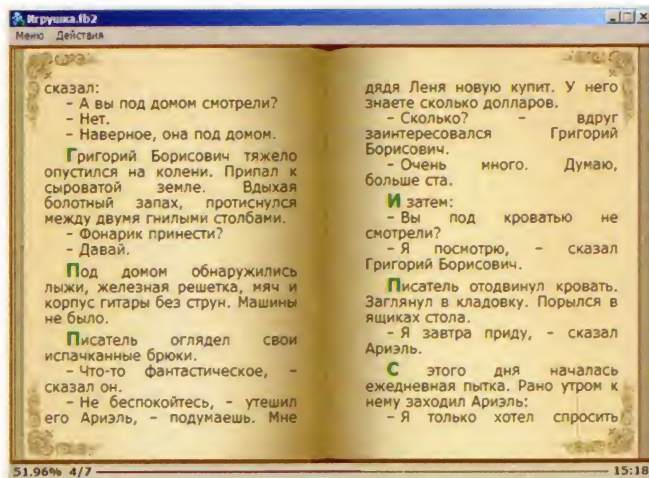 Игрушка.fb2
Меню Действия
сказал:
– А вы под домом смотрели?
– Нет.
– Наверное, она под домом.
Григорий Борисович тяжело
опустился на колени. Припал к
сыроватой земле. Вдыхая
болотный запах, протиснулся
между двумя гнилыми столбами.
– Фонарик принести?
– Давай.
Под домом обнаружились
лыжи, железная решетка, мяч и
корпус гитары без струн. Машины
не было.
Писатель оглядел свои
испачканные брюки.
– Что-то фантастическое, –
сказал он.
– Не беспокойтесь, – утешил
его Ариэль, – подумаешь. Мне
дядя Леня новую купит. У него
знаете сколько долларов.
– Сколько? – вдруг
заинтересовался Григорий
Борисович.
– Очень много. Думаю,
больше ста.
И затем:
– Вы под кроватью не
смотрели?
– Я посмотрю, – сказал
Григорий Борисович.
Писатель отодвинул кровать.
Заглянул в кладовку. Порылся в
ящиках стола.
– Я завтра приду, – сказал
Ариэль.
С этого дня началась
ежедневная пытка. Рано утром к
нему заходил Ариэль:
– Я только хотел спросить
51.96% 4/7 15:18